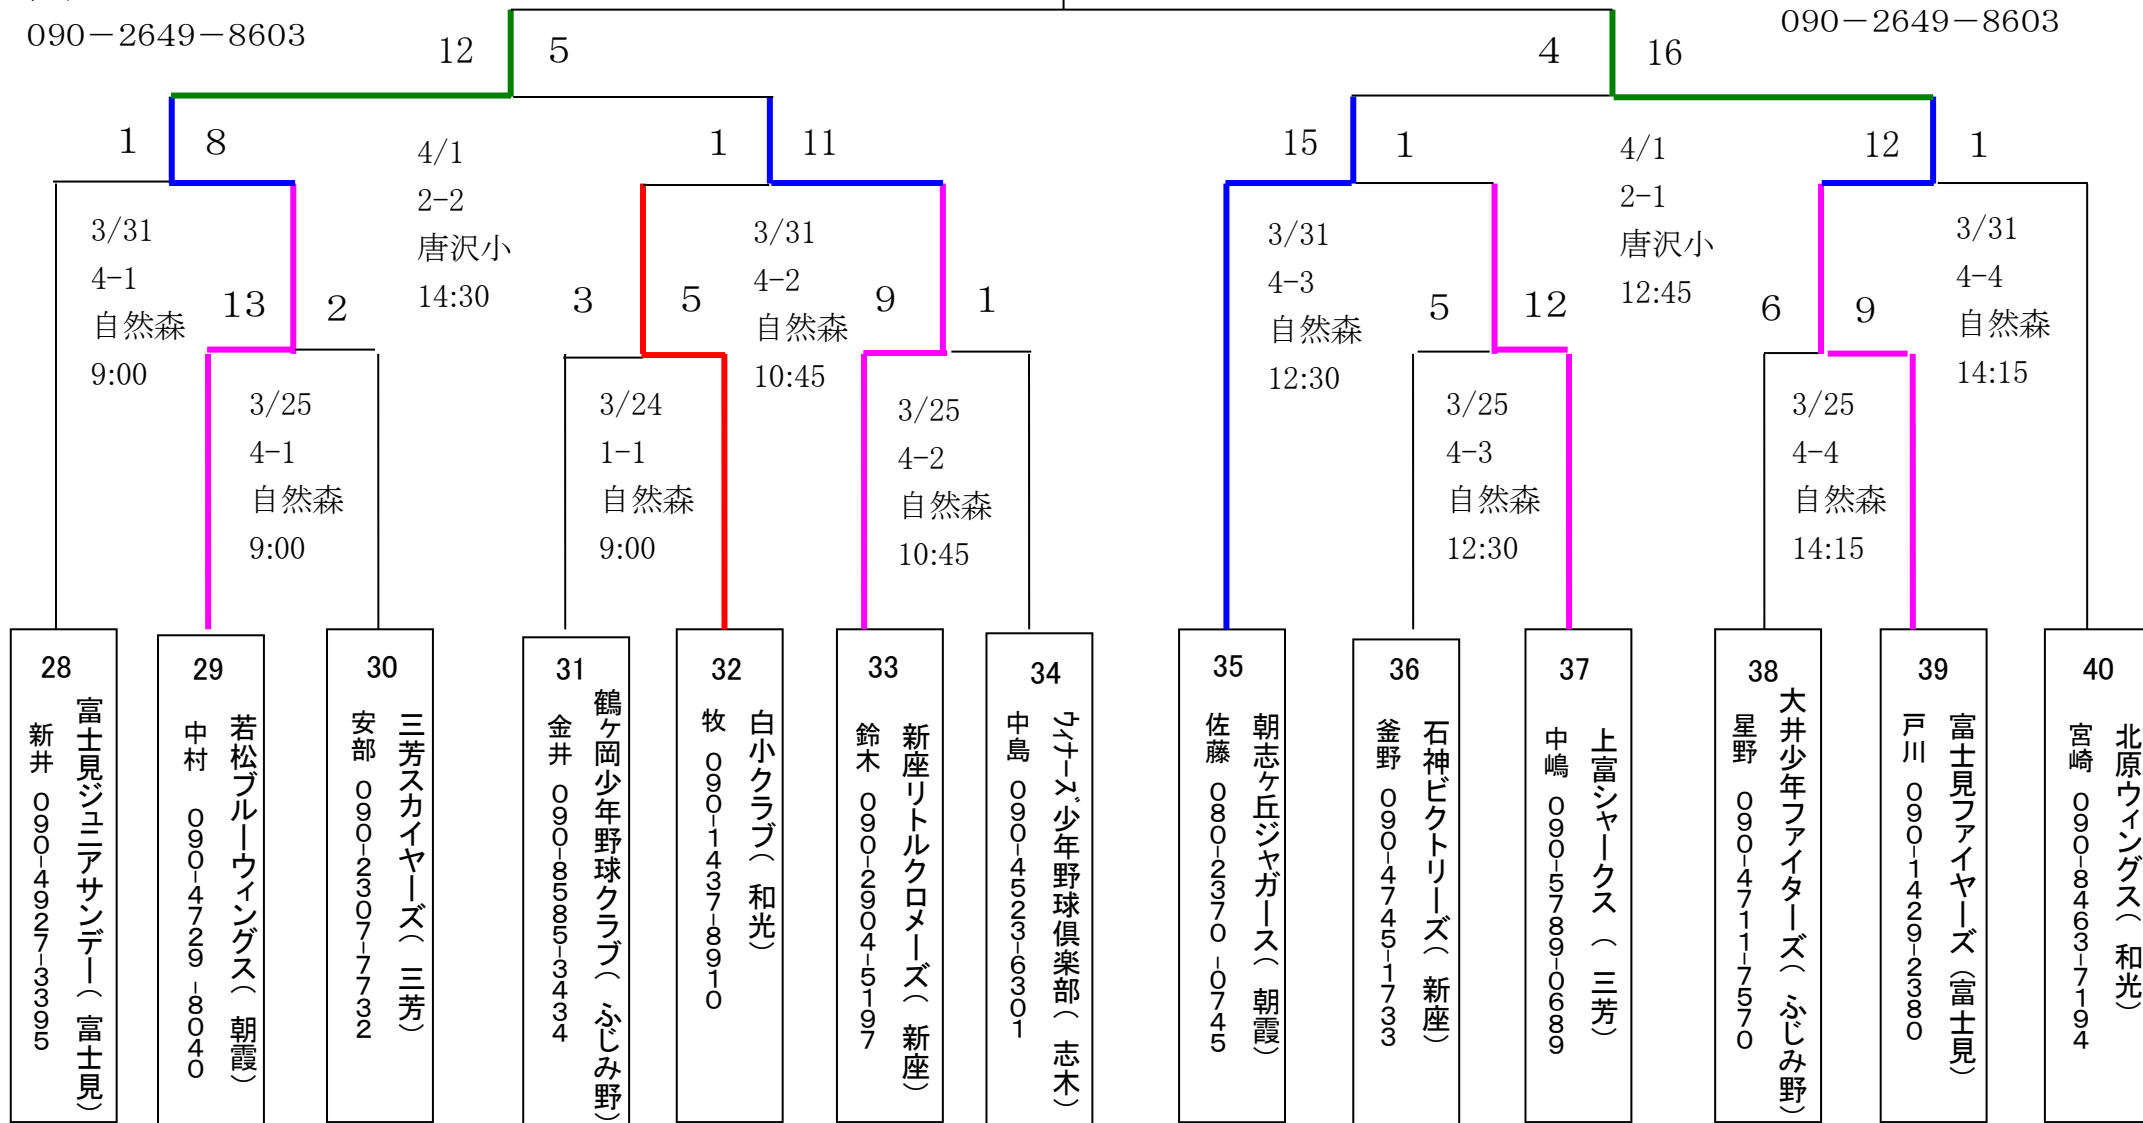 090－2649－8603
090－2649－8603
12
5
4
16
1
8
1
11
15
1
12
1
4/1
2-2
唐沢小
14:30
4/1
2-1
唐沢小
12:45
3/31
4-1
自然森
9:00
3/31
4-2
自然森
10:45
3/31
4-3
自然森
12:30
3/31
4-4
自然森
14:15
13
2
3
5
9
1
5
12
6
9
3/25
4-1
自然森
9:00
3/24
1-1
自然森
9:00
3/25
4-2
自然森
10:45
3/25
4-3
自然森
12:30
3/25
4-4
自然森
14:15
28
富士見ジュニアサンデー（富士見）
新井 090-4927-3395
29
若松ブルーウィングス（朝霞）
中村 090-4729-8040
30
三芳スカイヤーズ（三芳）
安部 090-2307-7732
31
鶴ヶ岡少年野球クラブ（ふじみ野）
金井 090-8585-3434
32
白小クラブ（和光）
牧 090-1437-8910
33
新座リトルクロメーズ（新座）
鈴木 090-2904-5197
34
ウィナーズ少年野球倶楽部（志木）
中島 090-4523-6301
35
朝志ヶ丘ジャガース（朝霞）
佐藤 080-2370-0745
36
石神ビクトリーズ（新座）
釜野 090-4745-1733
37
上富シャークス（三芳）
中嶋 090-5789-0689
38
大井少年ファイターズ（ふじみ野）
星野 090-4711-7570
39
富士見ファイヤーズ（富士見）
戸川 090-1429-2380
40
北原ウィングス（和光）
宮崎 090-8463-7194